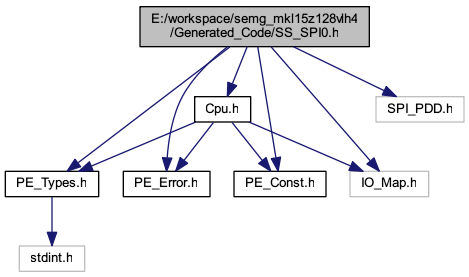 E:/workspace/semg_mkl15z128vlh4
/Generated_Code/SS_SPI0.h
Cpu.h
SPI_PDD.h
PE_Types.h
PE_Error.h
PE_Const.h
IO_Map.h
stdint.h